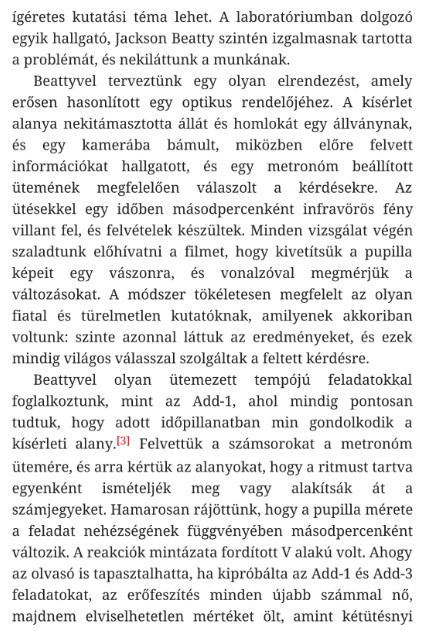 ígéretes kutatási téma lehet. A laboratóriumban dolgozó
egyik hallgató, Jackson Beatty szintén izgalmasnak tartotta
a problémát, és nekiláttunk a munkának.
Beattyvel terveztünk egy olyan elrendezést, amely
erősen hasonlított egy optikus rendelőjéhez. A kísérlet
alanya nekitámasztotta állát és homlokát egy állványnak,
és egy kamerába bámult, miközben előre felvett
információkat hallgatott, és egy metronóm beállított
ütemének megfelelően válaszolt a kérdésekre. Az
ütésekkel egy időben másodpercenként infravörös fény
villant fel, és felvételek készültek. Minden vizsgálat végén
szaladtunk előhívatni a filmet, hogy kivetítsük a pupilla
képeit egy vászonra, és vonalzóval megmérjük a
változásokat. A módszer tökéletesen megfelelt az olyan
fiatal és türelmetlen kutatóknak, amilyenek akkoriban
voltunk: szinte azonnal láttuk az eredményeket, és ezek
mindig világos válasszal szolgáltak a feltett kérdésre.
Beattyvel olyan ütemezett tempójú feladatokkal
foglalkoztunk, mint az Add-1, ahol mindig pontosan
tudtuk, hogy adott időpillanatban min gondolkodik a
kísérleti alany.[3] Felvettük a számsorokat a metronóm
ütemére, és arra kértük az alanyokat, hogy a ritmust tartva
egyenként ismételjék meg vagy alakítsák át a
számjegyeket. Hamarosan rájöttünk, hogy a pupilla mérete
a feladat nehézségének függvényében másodpercenként
változik. A reakciók mintázata fordított V alakú volt. Ahogy
az olvasó is tapasztalhatta, ha kipróbálta az Add-1 és Add-3
feladatokat, az erőfeszítés minden újabb számmal nő,
majdnem elviselhetetlen mértéket ölt, amint kétütésnyi